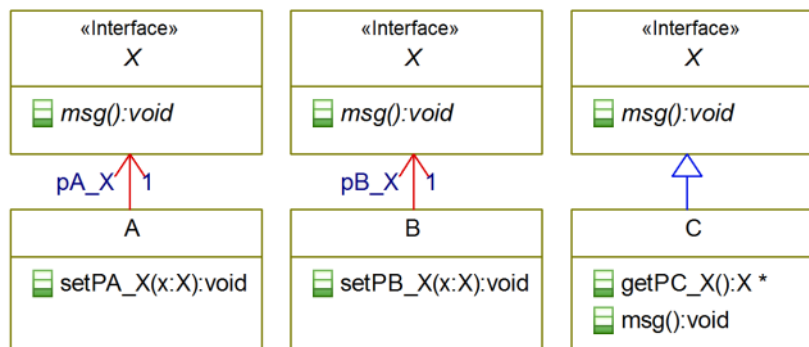 «Interface»
X
msg():void
pA_X 1
A
setPA_X(x:X):void
«Interface»
X
msg():void
pB_X 1
B
setPB_X(x:X):void
«Interface»
X
msg():void
C
getPC_X():X *
msg():void